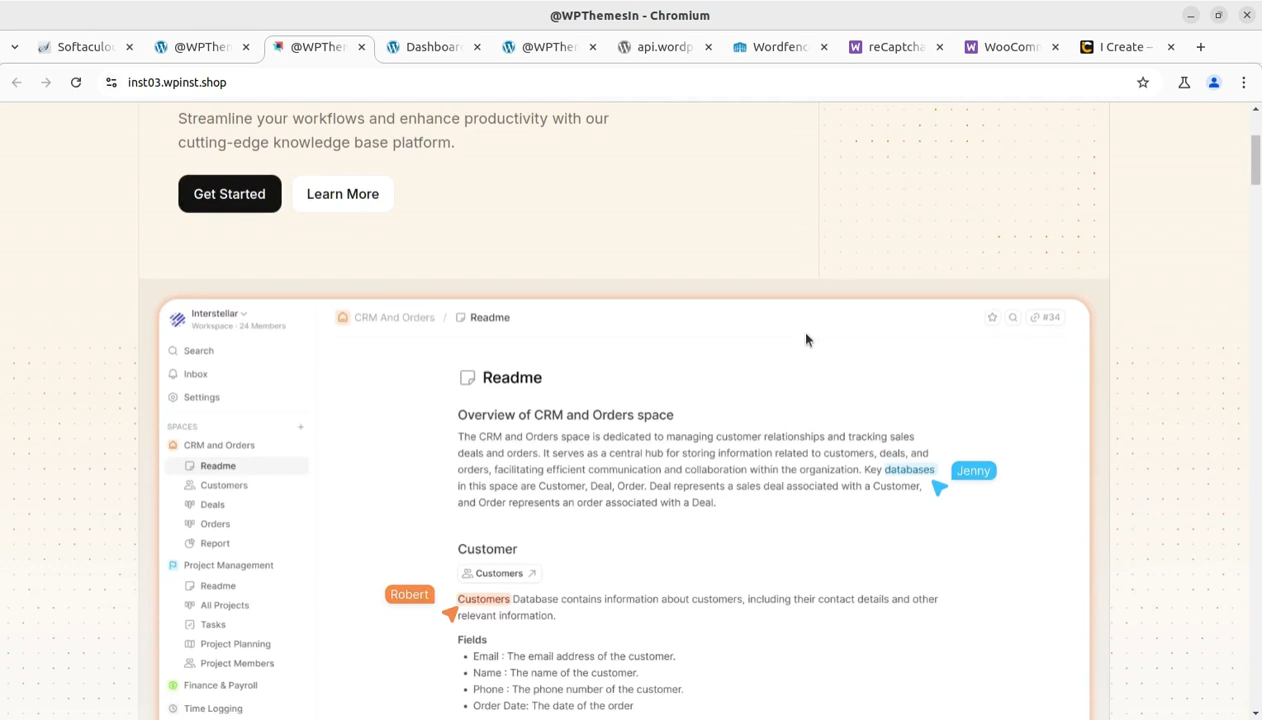 @WPThemesIn - Chromium
Softaculou
@WPThem
@WPThem
Dashboar
@WPThem
api.wordp
Wordfenc
reCaptcha
WooComm
I Create –
inst03.wpinst.shop
Streamline your workflows and enhance productivity with our
cutting-edge knowledge base platform.
Get Started
Learn More
Interstellar
Workspace · 24 Members
CRM And Orders / Readme
#34
Search
Inbox
Settings
SPACES
CRM and Orders
Readme
Customers
Deals
Orders
Report
Project Management
Readme
All Projects
Tasks
Project Planning
Project Members
Finance & Payroll
Time Logging
Readme
Overview of CRM and Orders space
The CRM and Orders space is dedicated to managing customer relationships and tracking sales
deals and orders. It serves as a central hub for storing information related to customers, deals, and
orders, facilitating efficient communication and collaboration within the organization. Key databases
in this space are Customer, Deal, Order. Deal represents a sales deal associated with a Customer,
and Order represents an order associated with a Deal.
Jenny
Customer
Customers
Robert
Customers Database contains information about customers, including their contact details and other
relevant information.
Fields
• Email : The email address of the customer.
• Name : The name of the customer.
• Phone : The phone number of the customer.
• Order Date: The date of the order